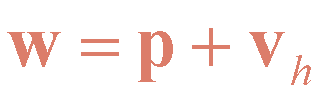 w = p + v_h